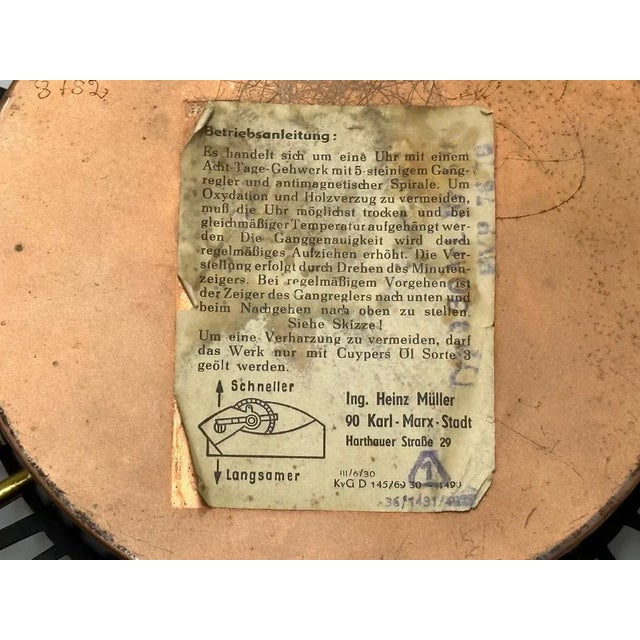 3782
Betriebsanleitung:
Es handelt sich um eine Uhr mit einem
Acht-Tage-Gehwerk mit 5-steinigem Gang-
regler und antimagnetischer Spirale. Um
Oxydation und Holzverzug zu vermeiden,
muß die Uhr möglichst trocken und bei
gleichmäßiger Temperatur aufgehängt wer-
den Die Ganggenauigkeit wird durch
regelmäßiges Aufziehen erhöht. Die Ver-
stellung erfolgt durch Drehen des Minuten-
zeigers. Bei regelmäßigem Vorgehen ist
der Zeiger des Gangreglers nach unten und
beim Nachgehen nach oben zu stellen.
Siehe Skizze!
Um eine Verharzung zu vermeiden, darf
das Werk nur mit Cuypers Öl Sorte 3
geölt werden.
Schneller
Langsamer
Ing. Heinz Müller
90 Karl-Marx-Stadt
Harthauer Straße 29
III/6/30
KvG D 145/69 30
1